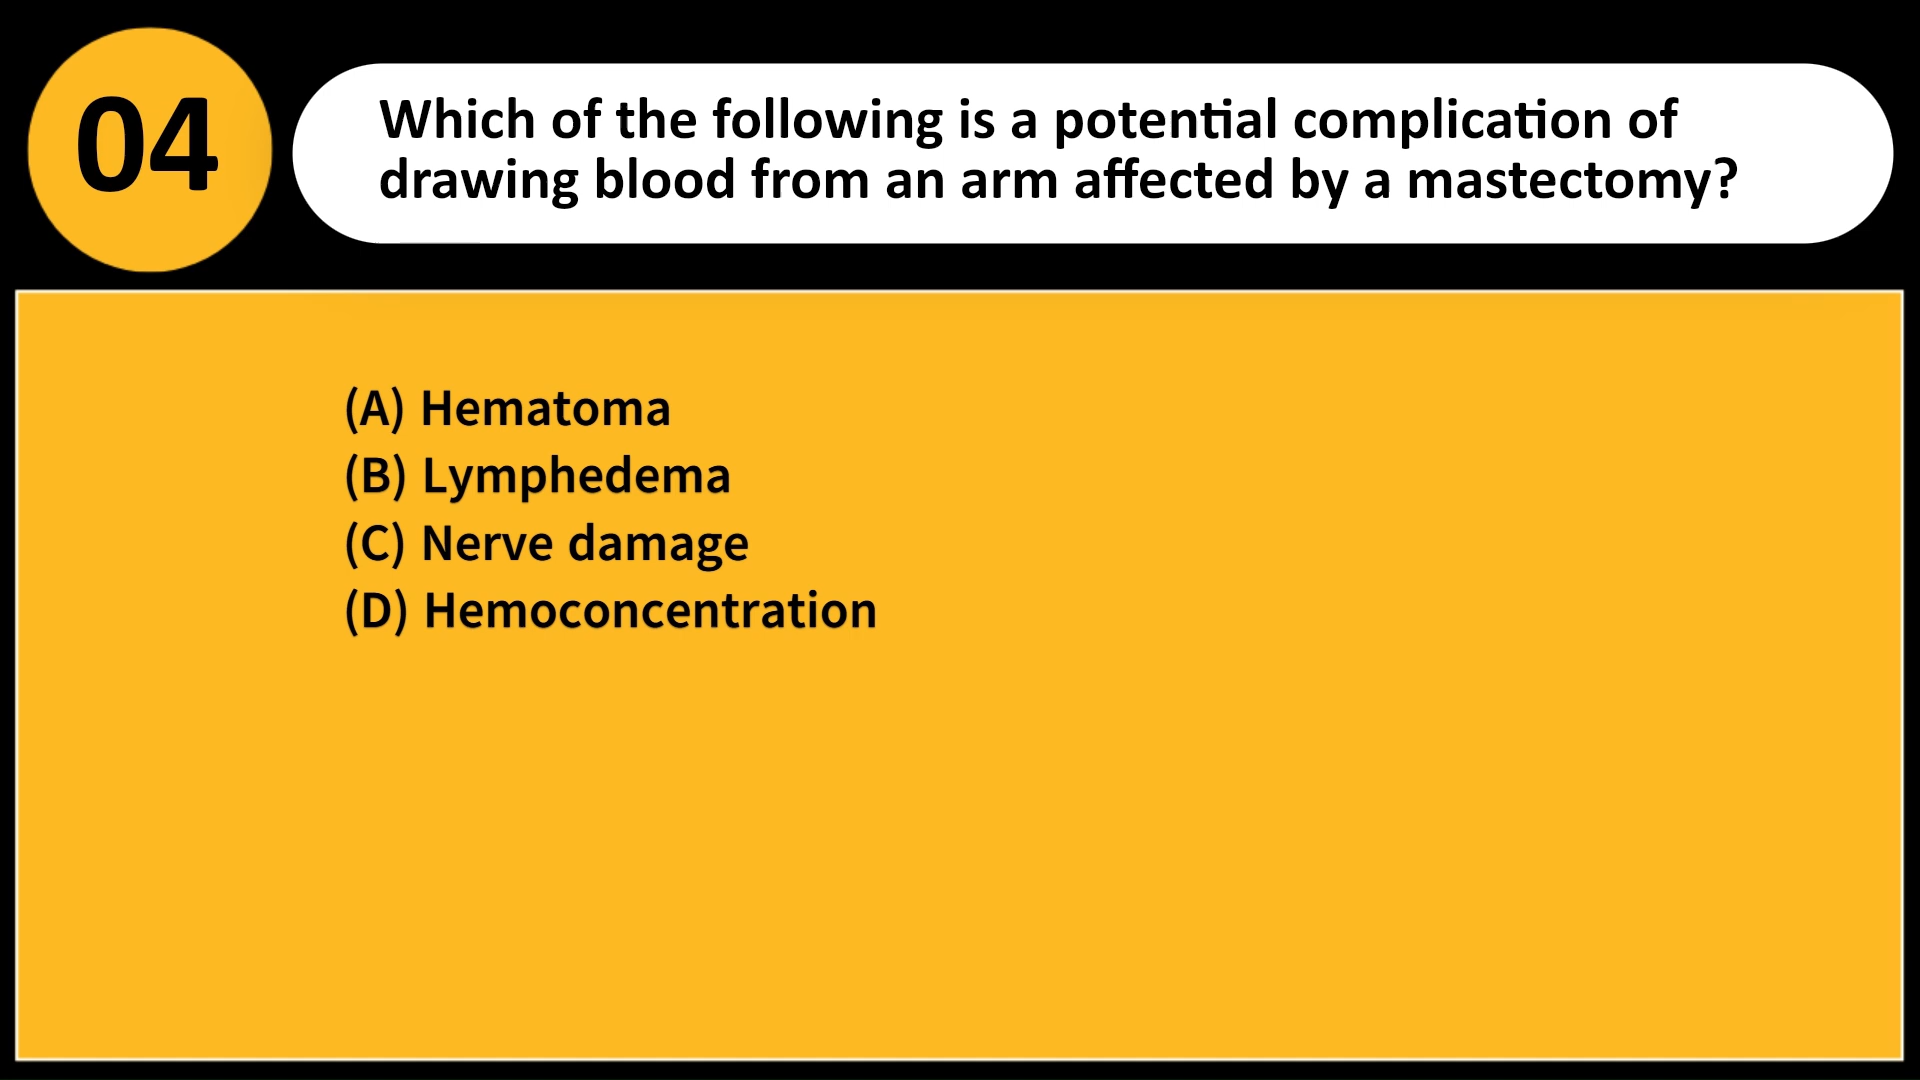 04
Which of the following is a potential complication of
drawing blood from an arm affected by a mastectomy?
(A) Hematoma
(B) Lymphedema
(C) Nerve damage
(D) Hemoconcentration